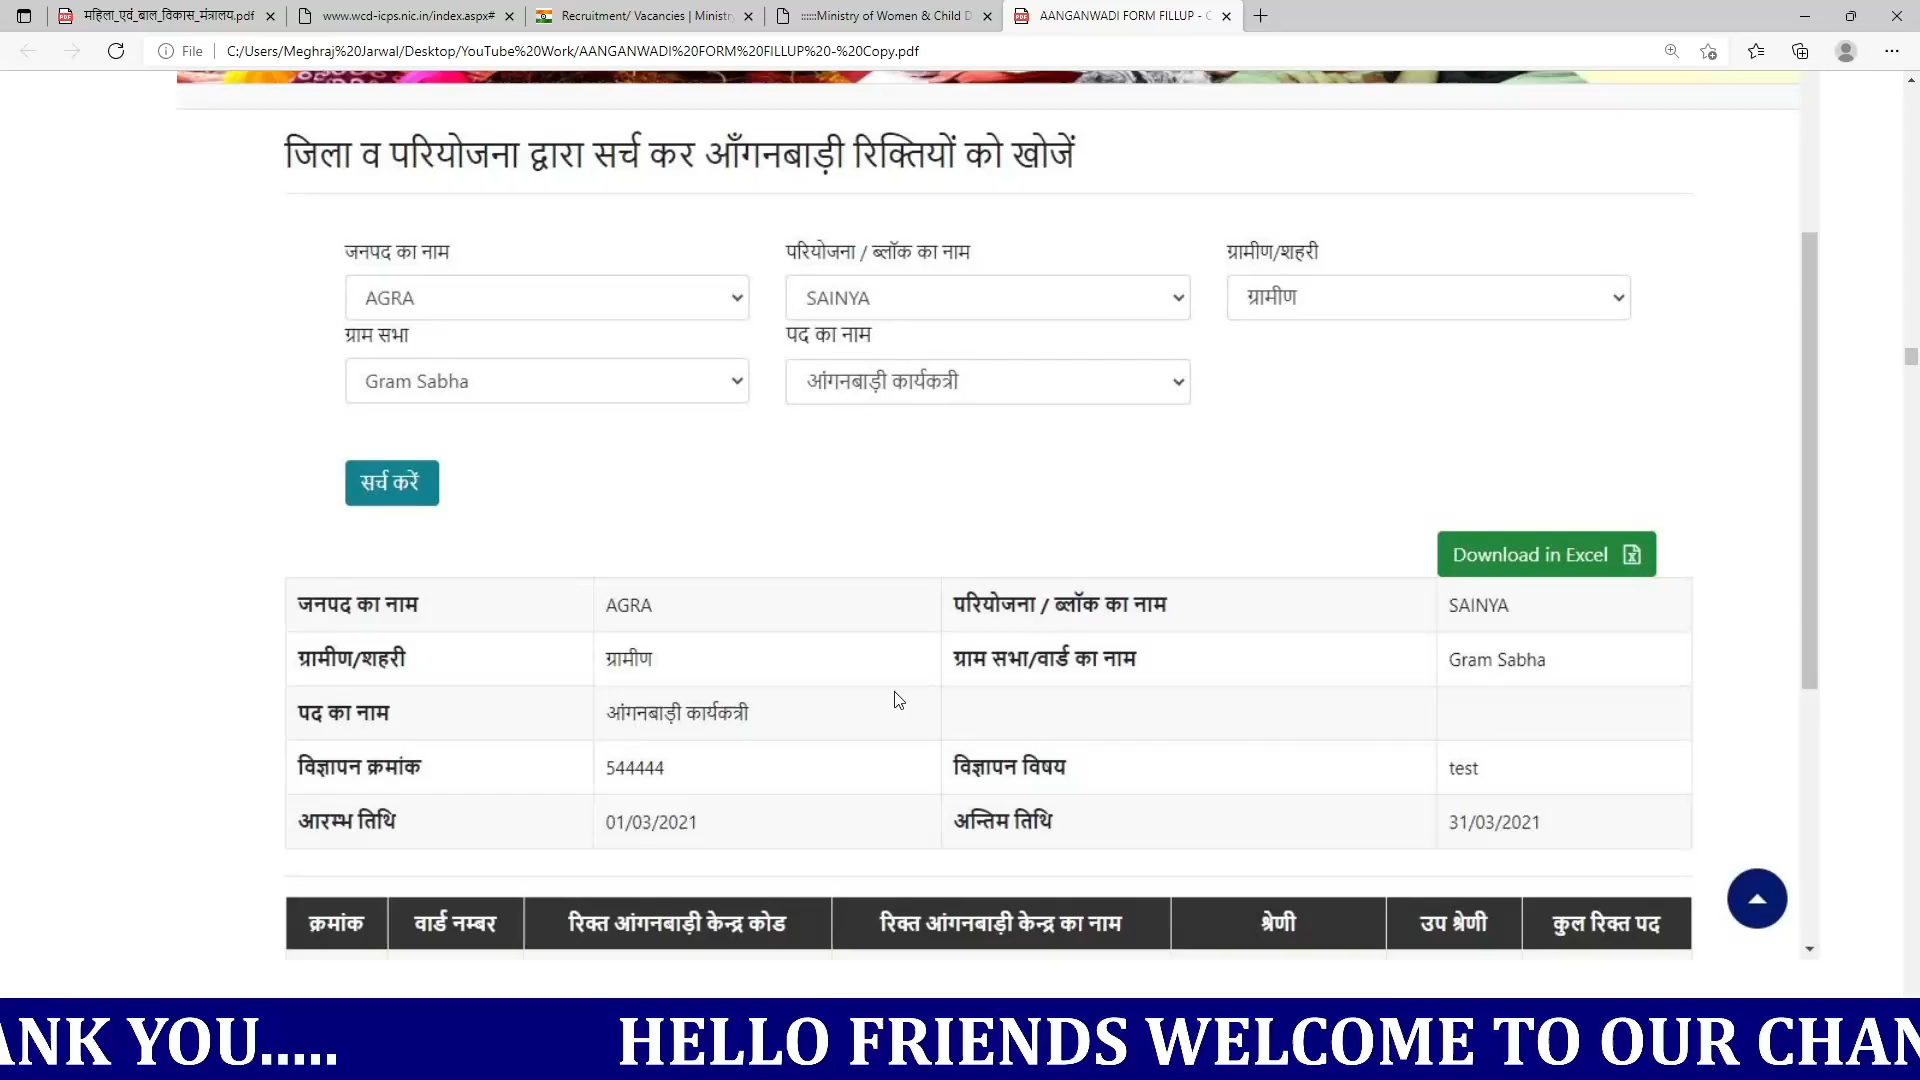 महिला_एवं_बाल_विकास_मंत्रालय.pdf
www.wcd-icps.nic.in/index.aspx#
Recruitment/ Vacancies | Ministr
::::::Ministry of Women & Child D
AANGANWADI FORM FILLUP - C
File
C:/Users/Meghraj%20Jarwal/Desktop/YouTube%20Work/AANGANWADI%20FORM%20FILLUP%20-%20Copy.pdf
जिला व परियोजना द्वारा सर्च कर आँगनबाड़ी रिक्तियों को खोजें
जनपद का नाम परियोजना / ब्लॉक का नाम ग्रामीण/शहरी
AGRA SAINYA ग्रामीण
ग्राम सभा पद का नाम
Gram Sabha आंगनबाड़ी कार्यकत्री
सर्च करें
Download in Excel
जनपद का नाम AGRA परियोजना / ब्लॉक का नाम SAINYA
ग्रामीण/शहरी ग्रामीण ग्राम सभा/वार्ड का नाम Gram Sabha
पद का नाम आंगनबाड़ी कार्यकत्री
विज्ञापन क्रमांक 544444 विज्ञापन विषय test
आरम्भ तिथि 01/03/2021 अन्तिम तिथि 31/03/2021
क्रमांक वार्ड नम्बर रिक्त आंगनबाड़ी केन्द्र कोड रिक्त आंगनबाड़ी केन्द्र का नाम श्रेणी उप श्रेणी कुल रिक्त पद
ANK YOU..... HELLO FRIENDS WELCOME TO OUR CHAN